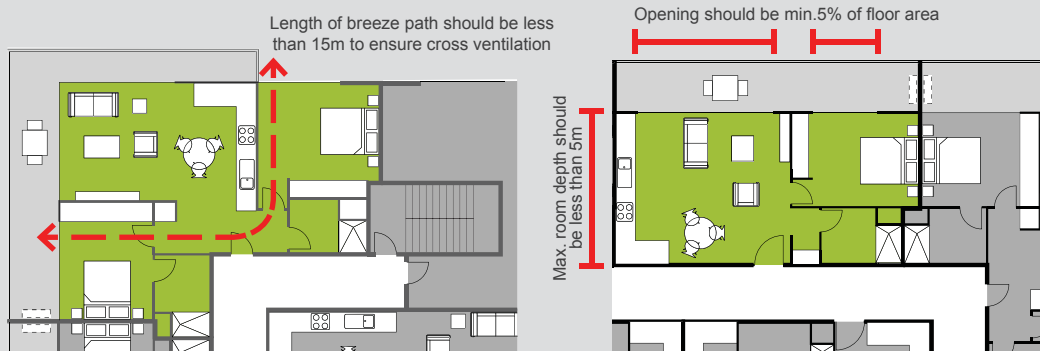 Length of breeze path should be less
than 15m to ensure cross ventilation
Opening should be min.5% of floor area
Max. room depth should
be less than 5m